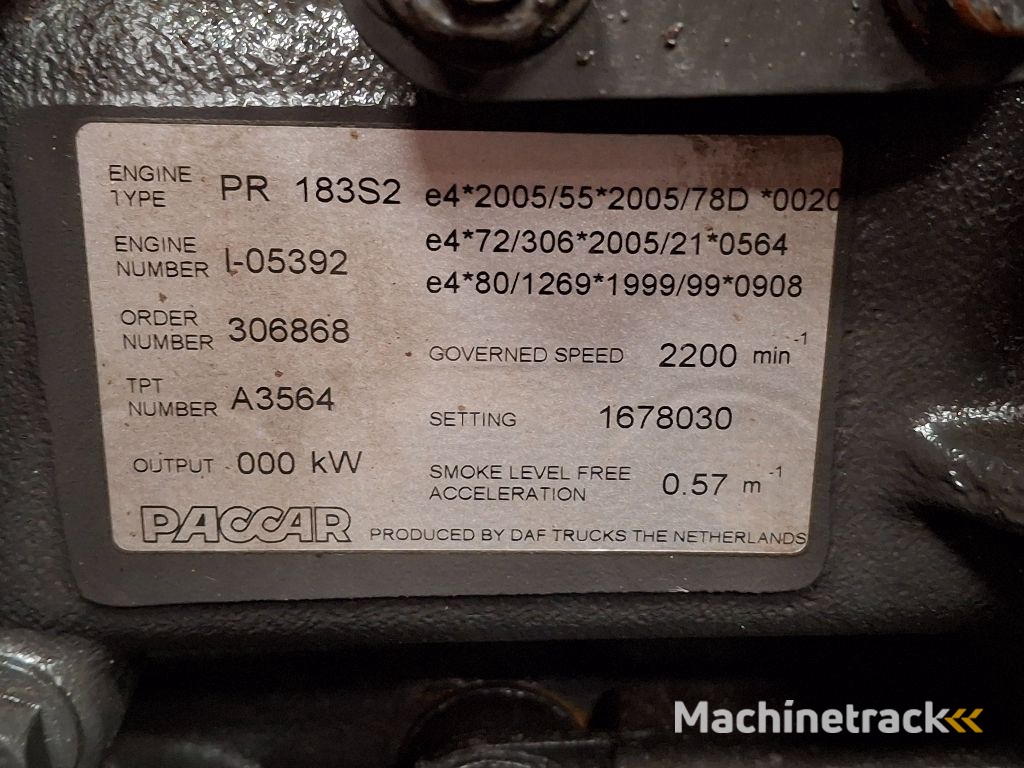 ENGINE TYPE PR 183S2
e4*2005/55*2005/78D *0020
ENGINE NUMBER I-05392
e4*72/306*2005/21*0564
e4*80/1269*1999/99*0908
ORDER NUMBER 306868
GOVERNED SPEED 2200 min-1
TPT NUMBER A3564
SETTING 1678030
OUTPUT 000 kW
SMOKE LEVEL FREE ACCELERATION 0.57 m-1
PACCAR PRODUCED BY DAF TRUCKS THE NETHERLANDS
Machinetrack